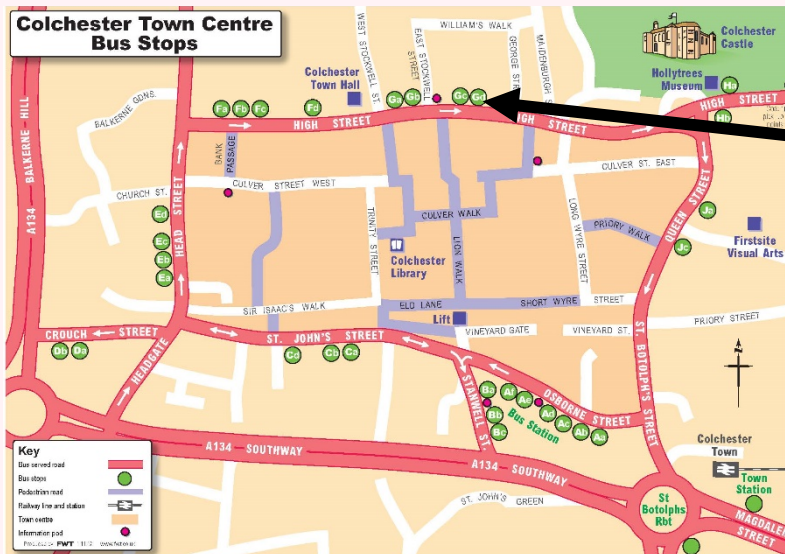 Colchester Town Centre
Bus Stops
WEST STOCKWELL ST.
EAST STOCKWELL
STREET
WILLIAM'S WALK
GEORGE STR
MAIDENBURGH
Colchester
Castle
Colchester
Town Hall
Hollytrees
Museum
Ha
Hb
HIGH STREET
Fa
Fb
Fc
Fd
Ga
Gb
Gc
Gd
HIGH STREET
HIGH STREET
BALKERNE GDNS.
BALKERNE HILL
A134
BANK
PASSAGE
CULVER ST. EAST
CHURCH ST.
CULVER STREET WEST
TRINITY STREET
CULVER WALK
LION WALK
LONG WYRE STREET
PRIORY WALK
QUEEN STREET
Ja
Jc
Firstsite
Visual Arts
Ed
Ec
Eb
Ea
HEAD STREET
Colchester
Library
SIR ISAAC'S WALK
ELD LANE
SHORT WYRE
STREET
Lift
VINEYARD GATE
VINEYARD ST.
PRIORY STREET
CROUCH STREET
Db
Da
HEADGATE
ST. JOHN'S STREET
Cd
Cb
Ca
STANWELL ST.
Ba
Bb
Bc
Af
Ae
Ad
Ac
Ab
Aa
Bus Station
OSBORNE STREET
ST. BOTOLPH'S STREET
N
A134 SOUTHWAY
A134 SOUTHWAY
ST. JOHN'S GREEN
Colchester
Town
Town
Station
St
Botolphs
Rbt
MAGDALEN
STREET
Key
Bus served road
Bus stops
Pedestrian road
Railway line and station
Town centre
Information pod
FWT